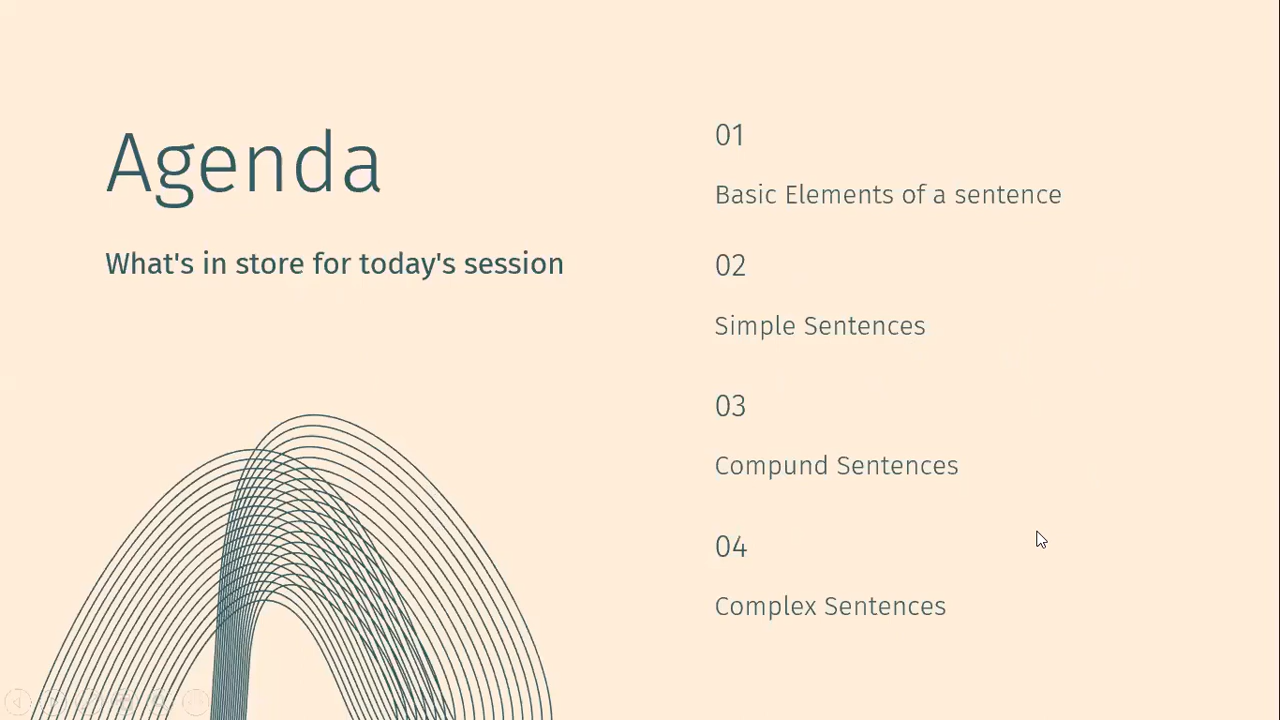 Agenda
What's in store for today's session
01
Basic Elements of a sentence
02
Simple Sentences
03
Compund Sentences
04
Complex Sentences